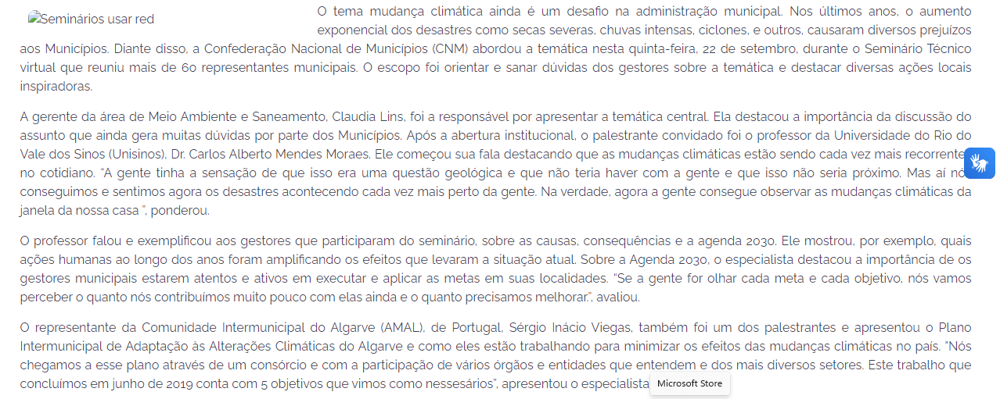 Seminários usar red
O tema mudança climática ainda é um desafio na administração municipal. Nos últimos anos, o aumento
exponencial dos desastres como secas severas, chuvas intensas, ciclones, e outros, causaram diversos prejuízos
aos Municípios. Diante disso, a Confederação Nacional de Municípios (CNM) abordou a temática nesta quinta-feira, 22 de setembro, durante o Seminário Técnico
virtual que reuniu mais de 60 representantes municipais. O escopo foi orientar e sanar dúvidas dos gestores sobre a temática e destacar diversas ações locais
inspiradoras.
A gerente da área de Meio Ambiente e Saneamento, Claudia Lins, foi a responsável por apresentar a temática central. Ela destacou a importância da discussão do
assunto que ainda gera muitas dúvidas por parte dos Municípios. Após a abertura institucional, o palestrante convidado foi o professor da Universidade do Rio do
Vale dos Sinos (Unisinos), Dr. Carlos Alberto Mendes Moraes. Ele começou sua fala destacando que as mudanças climáticas estão sendo cada vez mais recorrente
no cotidiano. “A gente tinha a sensação de que isso era uma questão geológica e que não teria haver com a gente e que isso não seria próximo. Mas aí nó
conseguimos e sentimos agora os desastres acontecendo cada vez mais perto da gente. Na verdade, agora a gente consegue observar as mudanças climáticas da
janela da nossa casa ”, ponderou.
O professor falou e exemplificou aos gestores que participaram do seminário, sobre as causas, consequências e a agenda 2030. Ele mostrou, por exemplo, quais
ações humanas ao longo dos anos foram amplificando os efeitos que levaram a situação atual. Sobre a Agenda 2030, o especialista destacou a importância de os
gestores municipais estarem atentos e ativos em executar e aplicar as metas em suas localidades. “Se a gente for olhar cada meta e cada objetivo, nós vamos
perceber o quanto nós contribuímos muito pouco com elas ainda e o quanto precisamos melhorar.”, avaliou.
O representante da Comunidade Intermunicipal do Algarve (AMAL), de Portugal, Sérgio Inácio Viegas, também foi um dos palestrantes e apresentou o Plano
Intermunicipal de Adaptação às Alterações Climáticas do Algarve e como eles estão trabalhando para minimizar os efeitos das mudanças climáticas no país. “Nós
chegamos a esse plano através de um consórcio e com a participação de vários órgãos e entidades que entendem e dos mais diversos setores. Este trabalho que
concluímos em junho de 2019 conta com 5 objetivos que vimos como nessesários”, apresentou o especialista
Microsoft Store